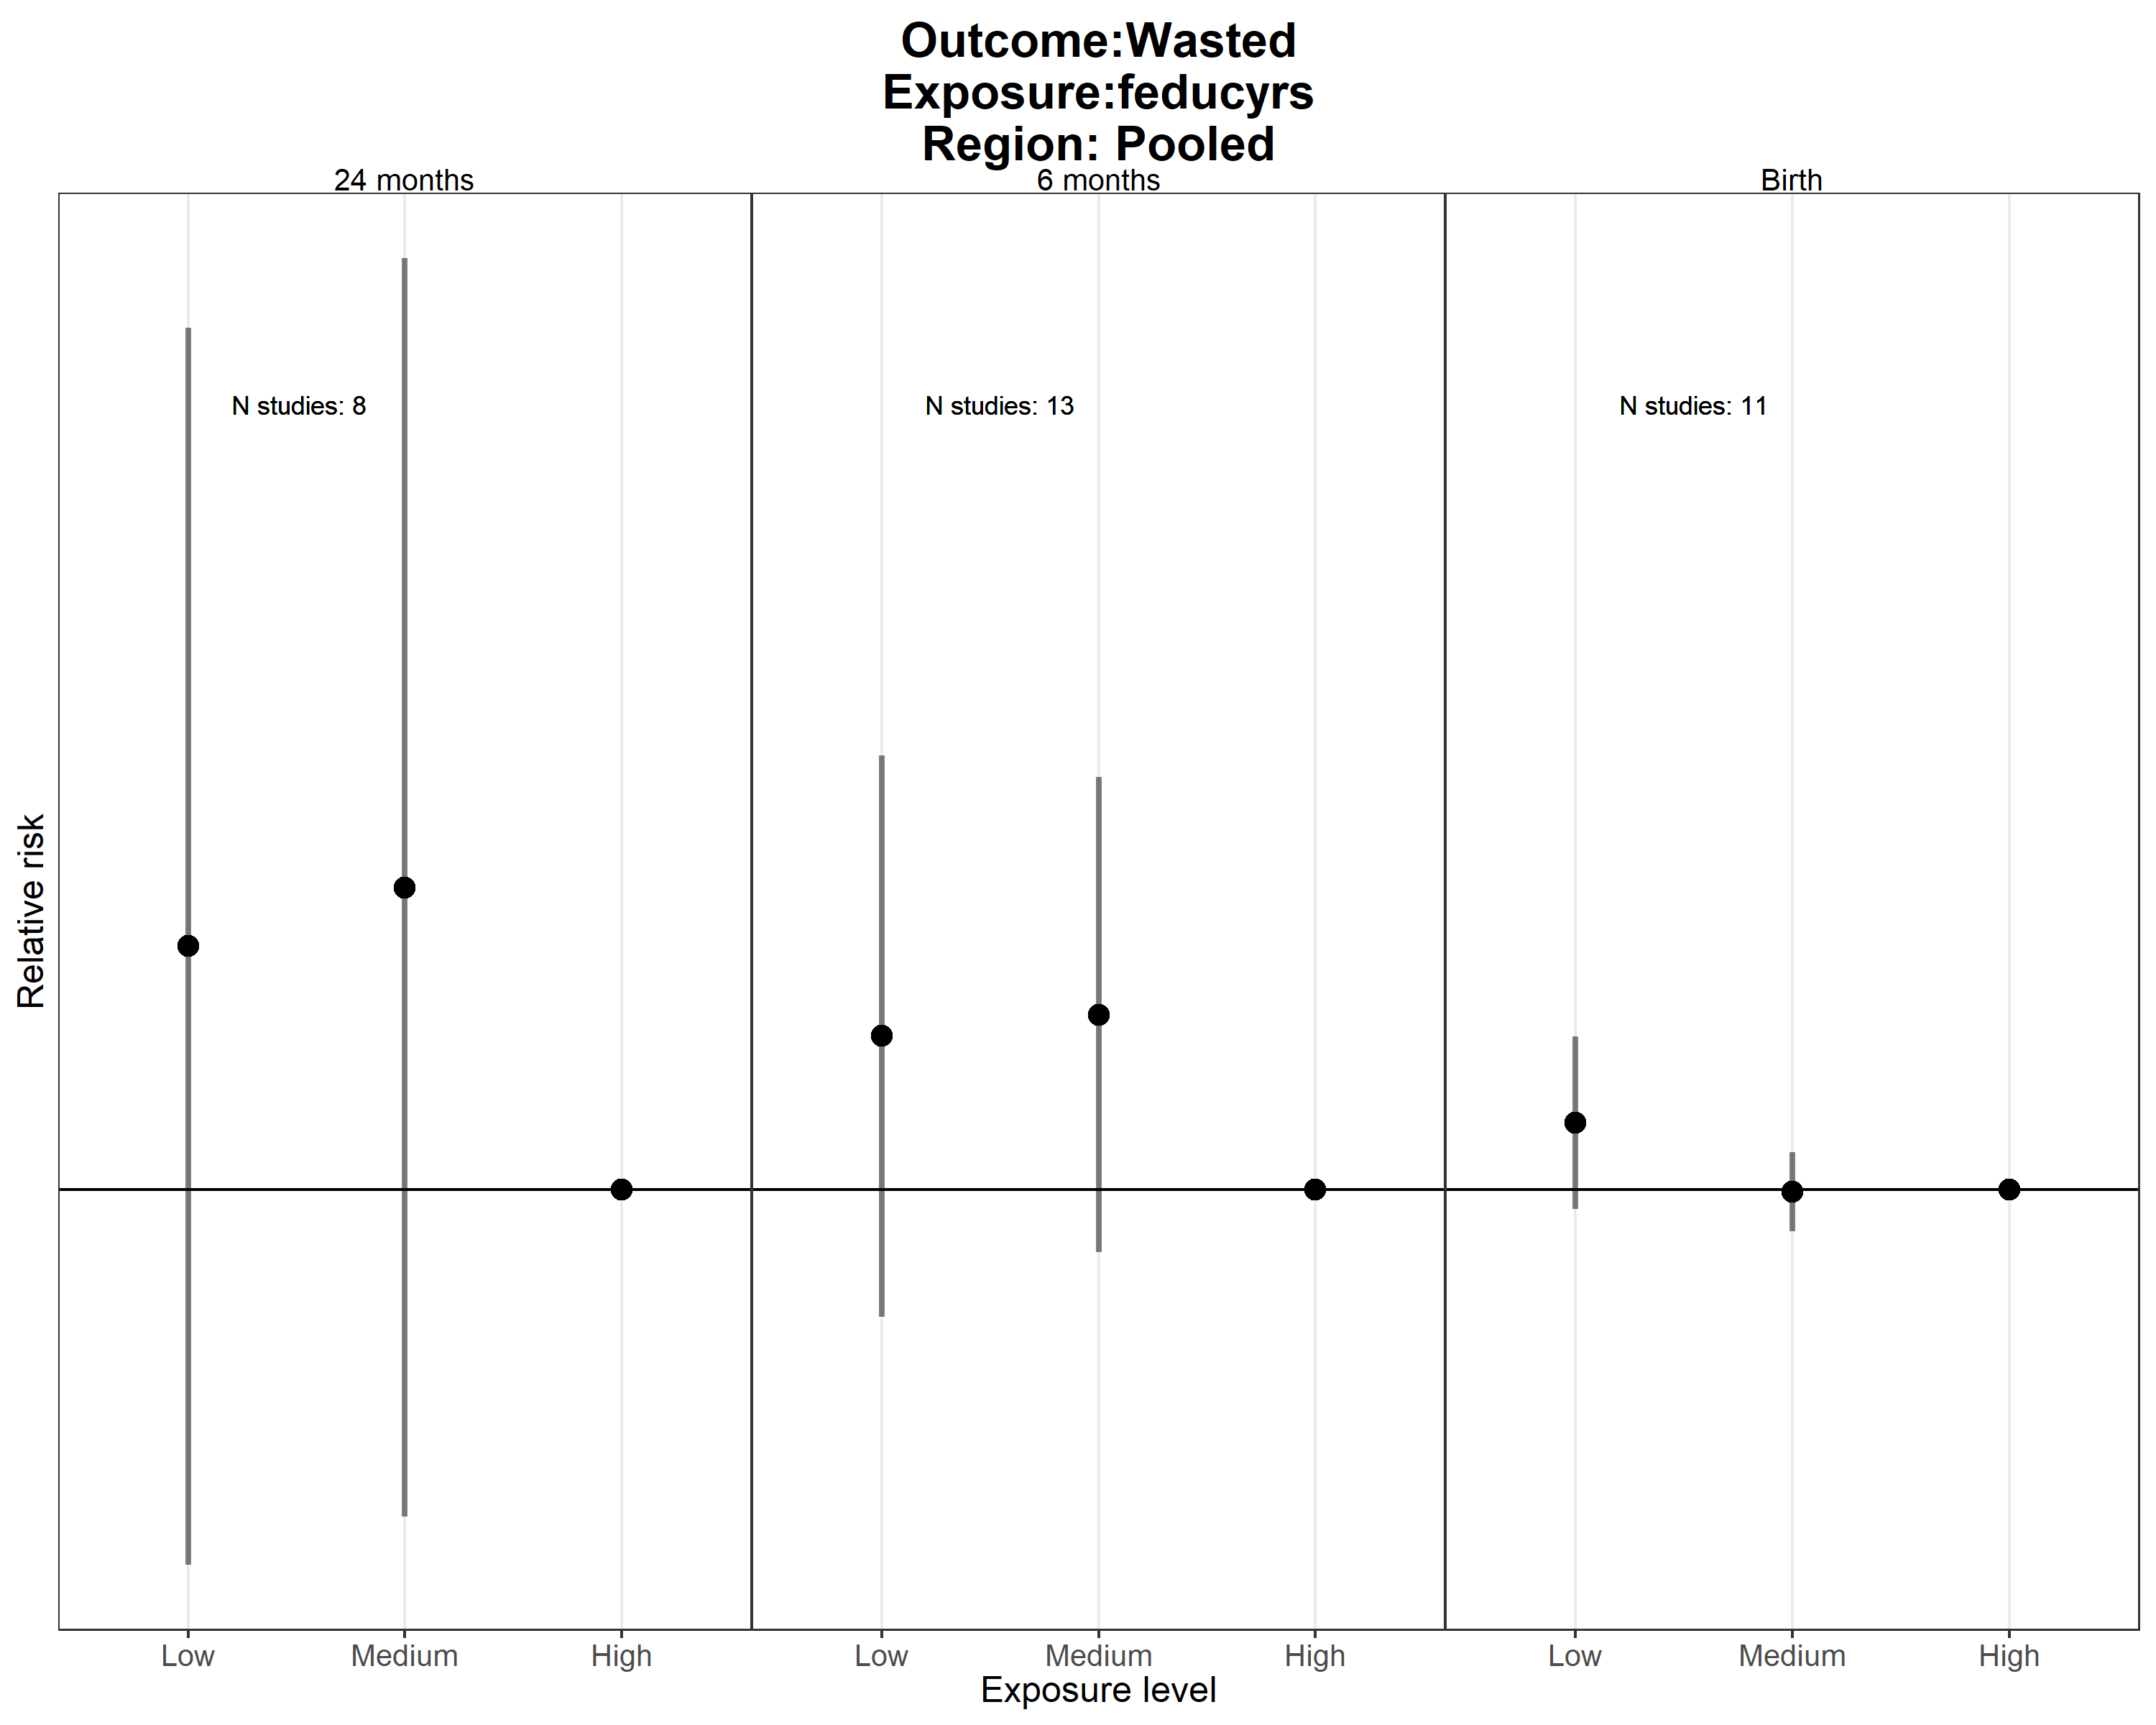 Outcome:Wasted
Exposure:feducyrs
Region: Pooled
24 months
6 months
Birth
N studies: 8
N studies: 13
N studies: 11
Relative risk
Low
Medium
High
Low
Medium
High
Low
Medium
High
Exposure level